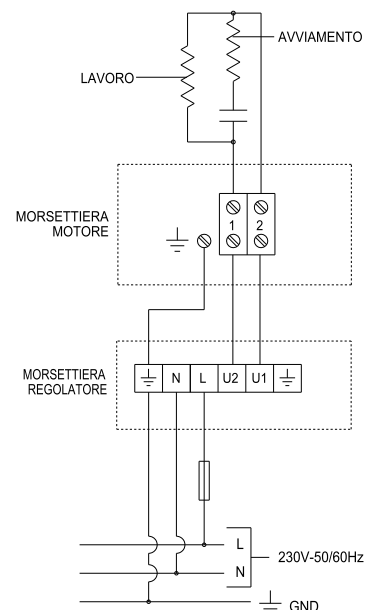 AVVIAMENTO
LAVORO
MORSETTIERA
MOTORE
1 2
MORSETTIERA
REGOLATORE
N L U2 U1
L
230V-50/60Hz
N
GND